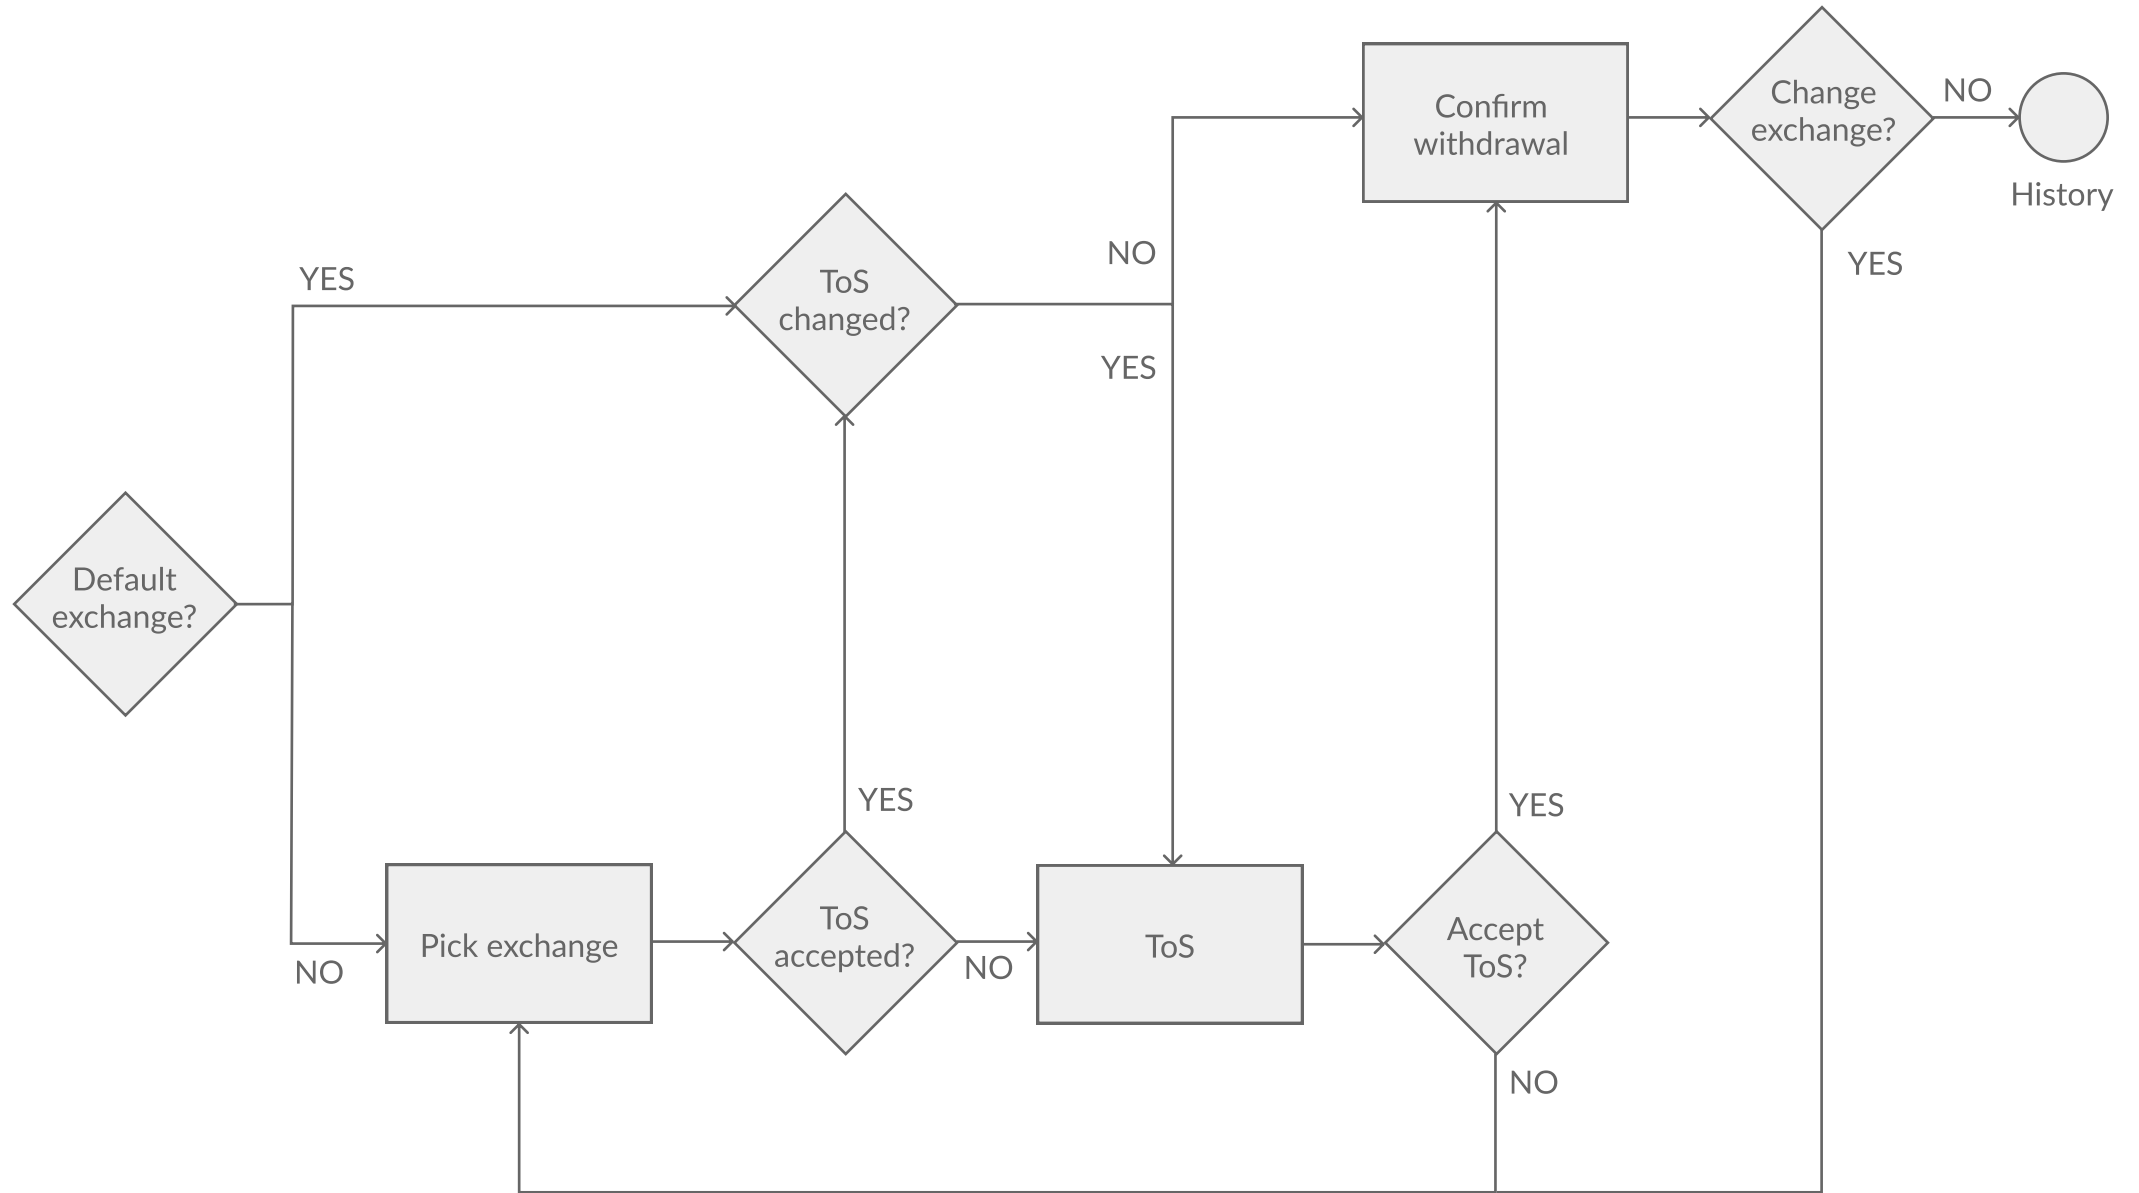 Confirm
withdrawal
Change
exchange?
NO
History
YES
NO
YES
ToS
changed?
YES
Default
exchange?
YES
NO
Pick exchange
ToS
accepted?
YES
NO
ToS
Accept
ToS?
YES
NO